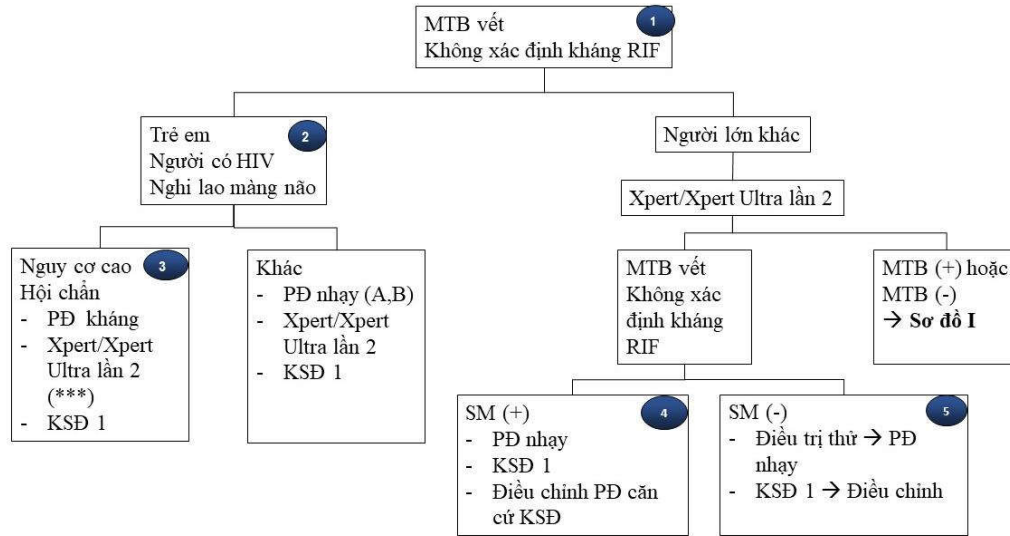 MTB vết
1
Không xác định kháng RIF
Trẻ em
2
Người có HIV
Nghi lao màng não
Người lớn khác
Xpert/Xpert Ultra lần 2
Nguy cơ cao
3
Hội chẩn
- PĐ kháng
- Xpert/Xpert
Ultra lần 2
(***)
- KSĐ 1
Khác
- PĐ nhạy (A,B)
- Xpert/Xpert
Ultra lần 2
- KSĐ 1
MTB vết
Không xác
định kháng
RIF
MTB (+) hoặc
MTB (-)
→ Sơ đồ I
SM (+)
4
- PĐ nhạy
- KSĐ 1
- Điều chỉnh PĐ căn
cứ KSĐ
SM (-)
5
- Điều trị thử → PĐ
nhạy
- KSĐ 1 → Điều chỉnh